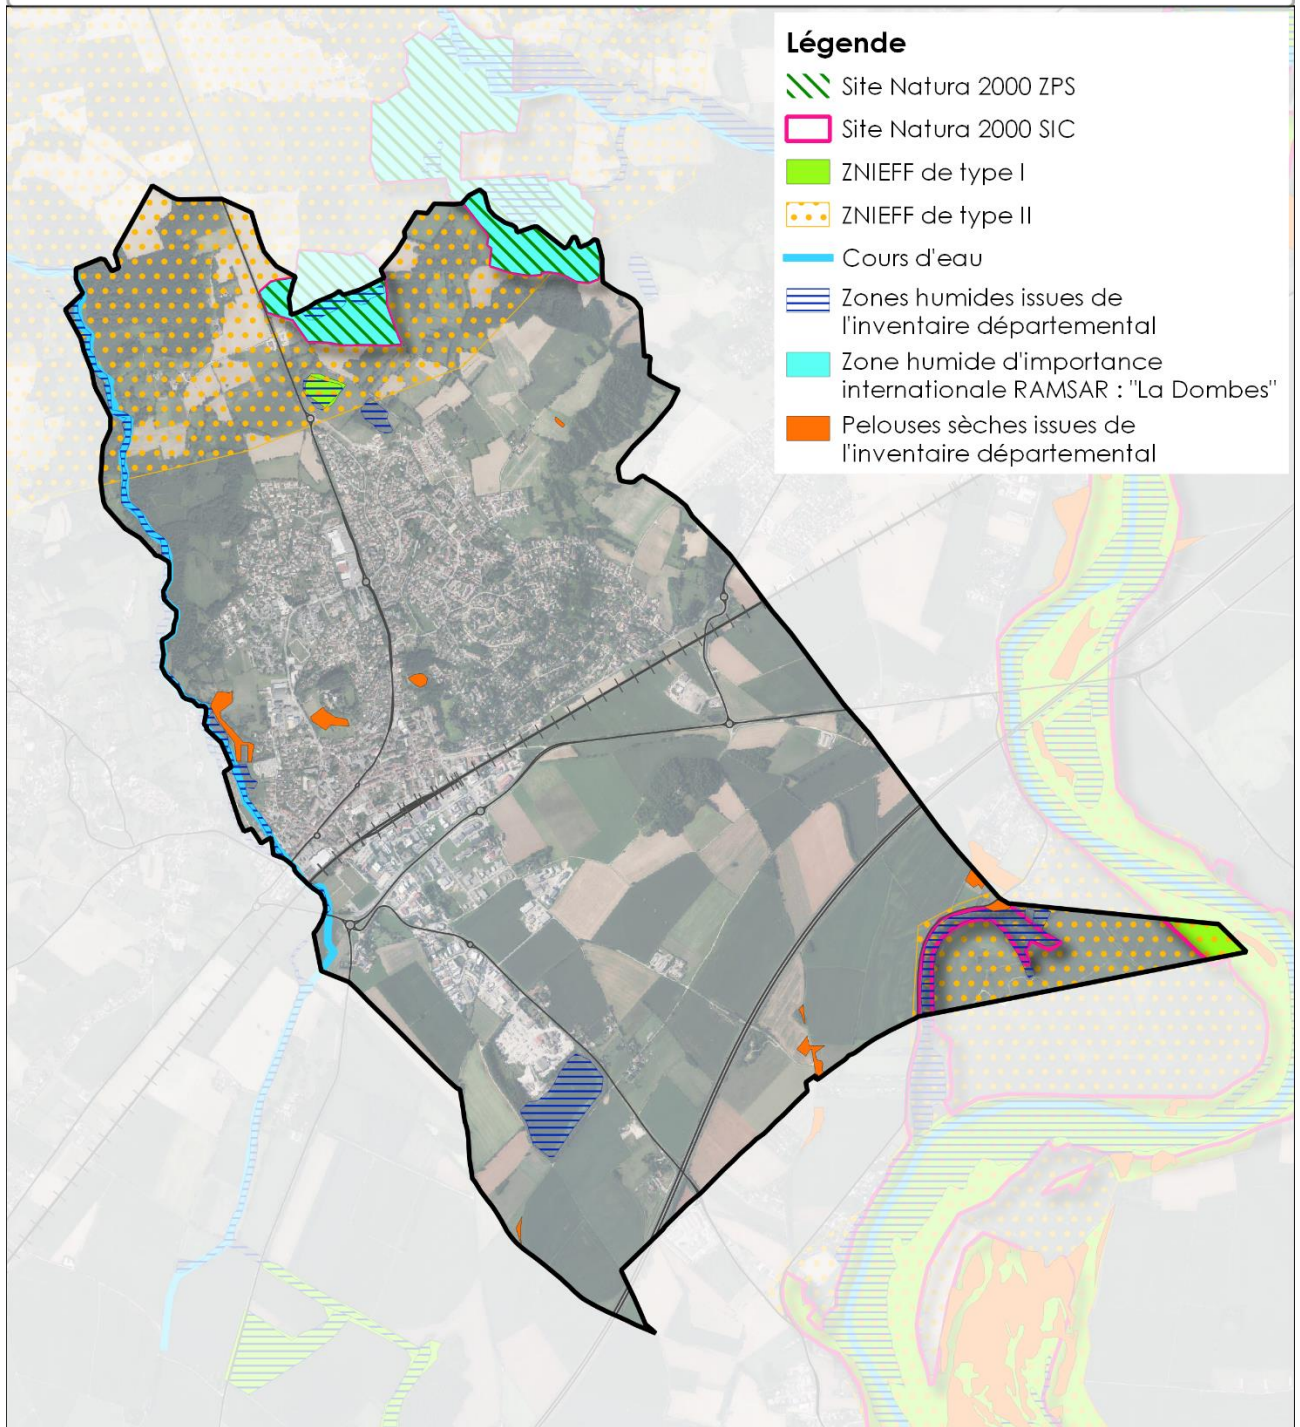 Légende
Site Natura 2000 ZPS
Site Natura 2000 SIC
ZNIEFF de type I
ZNIEFF de type II
Cours d'eau
Zones humides issues de
l'inventaire départemental
Zone humide d'importance
internationale RAMSAR : "La Dombes"
Pelouses sèches issues de
l'inventaire départemental